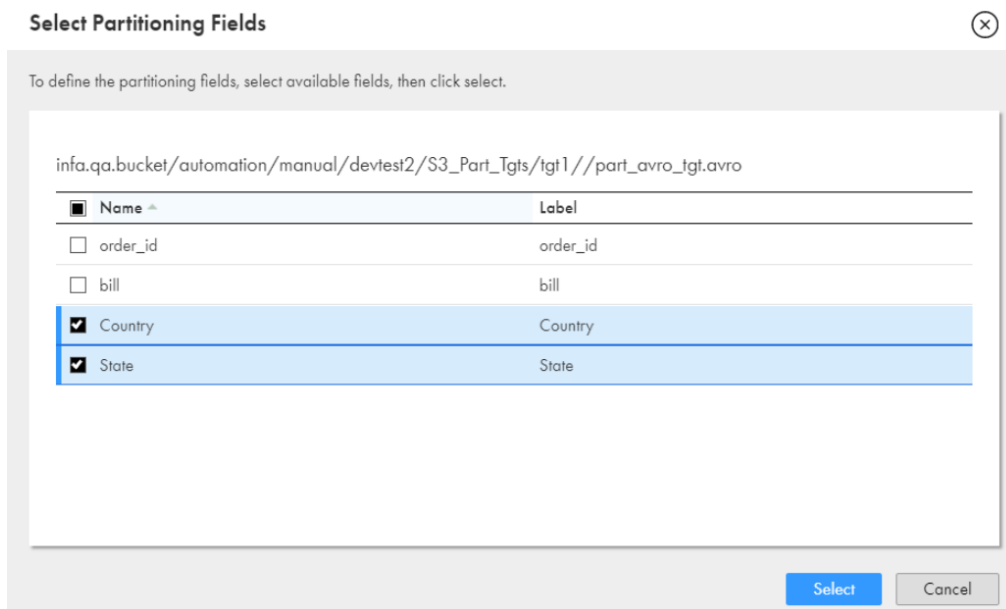 Select Partitioning Fields
To define the partitioning fields, select available fields, then click select.
infa.qa.bucket/automation/manual/devtest2/S3_Part_Tgts/tgt1//part_avro_tgt.avro
Name Label
order_id order_id
bill bill
Country Country
State State
Select Cancel